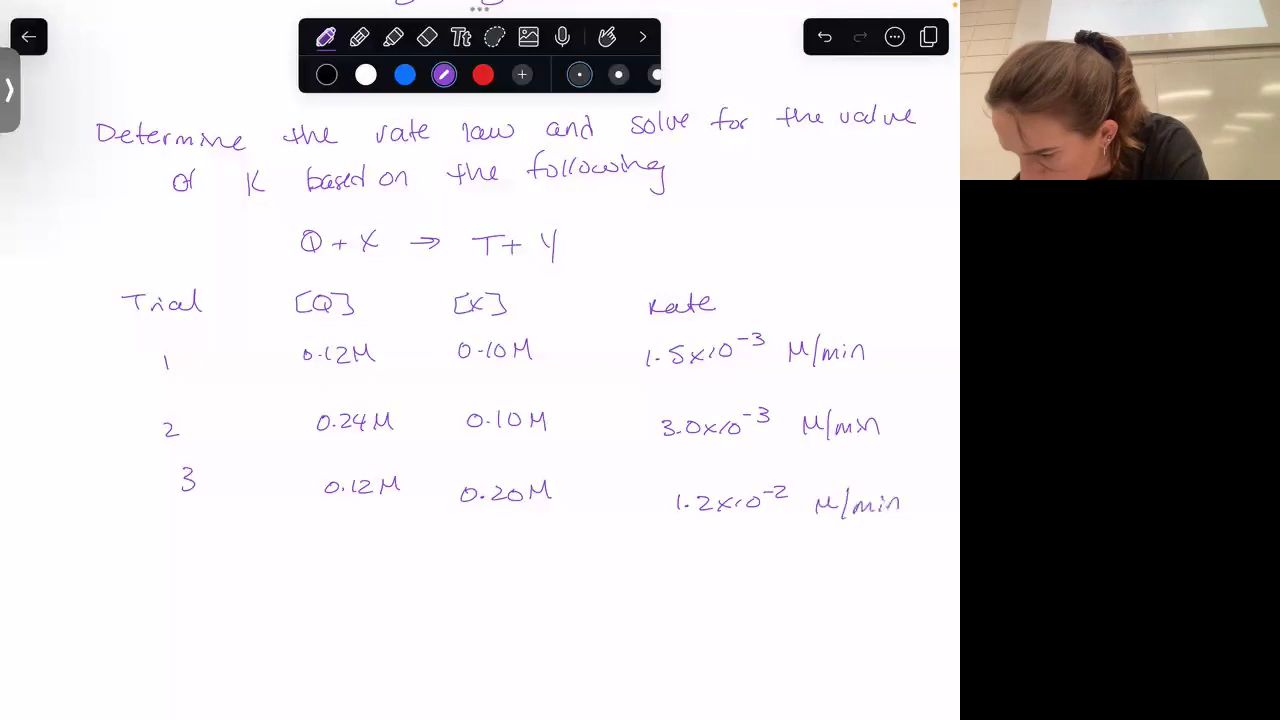 Tt
Determine the rate law and solve for the value
of K based on the following
Q + X → T + Y
Trial [Q] [X] Rate
1 0.12M 0.10M 1.5x10⁻³ M/min
2 0.24M 0.10M 3.0x10⁻³ M/min
3 0.12M 0.20M 1.2x10⁻² M/min